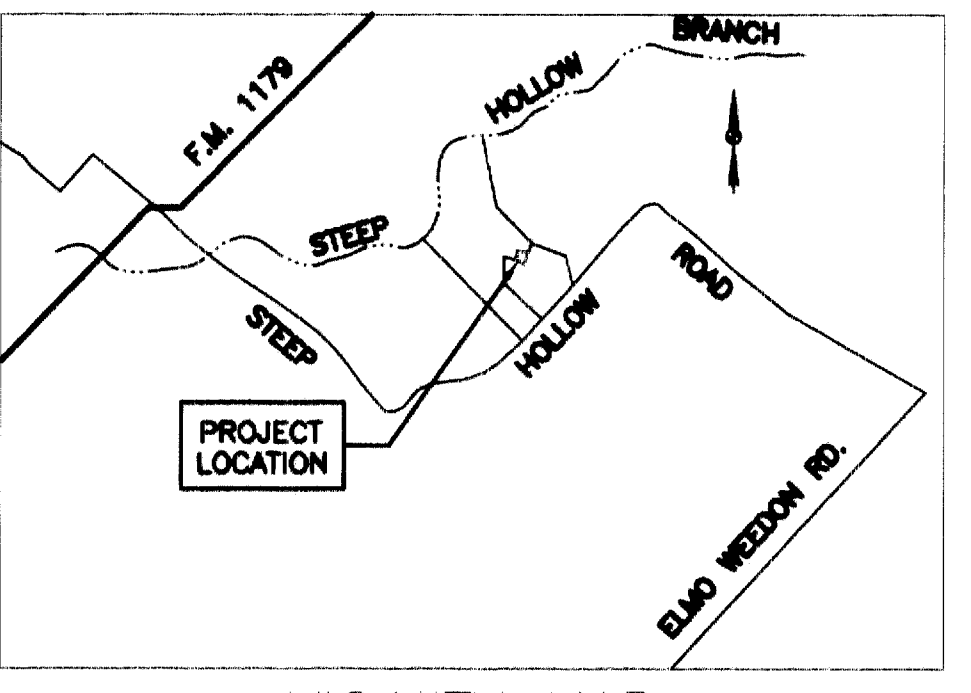 BRANCH
HOLLOW
F.M. 1179
STEEP
ROAD
STEEP
HOLLOW
PROJECT
LOCATION
ELMO WEEDON RD.